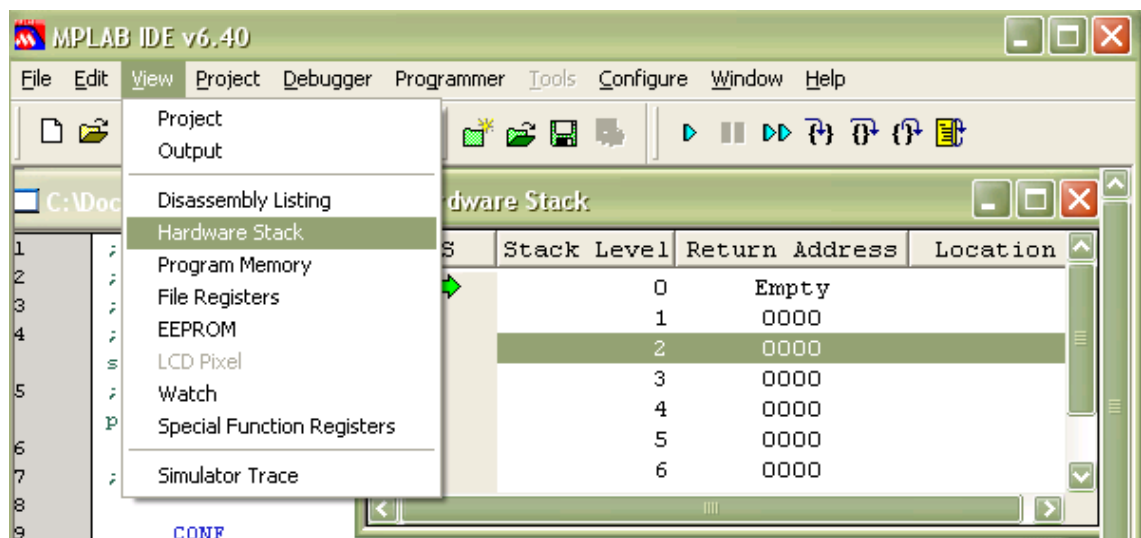 MPLAB IDE v6.40
File Edit View Project Debugger Programmer Tools Configure Window Help
Project
Output
Disassembly Listing
Hardware Stack
Program Memory
File Registers
EEPROM
LCD Pixel
Watch
Special Function Registers
Simulator Trace
C:\Doc
dware Stack
S Stack Level Return Address Location
0 Empty
1 0000
2 0000
3 0000
4 0000
5 0000
6 0000
1 ;
2 ;
3 ;
4 ;
s
5 ;
p
6
7 ;
8
9 CONF